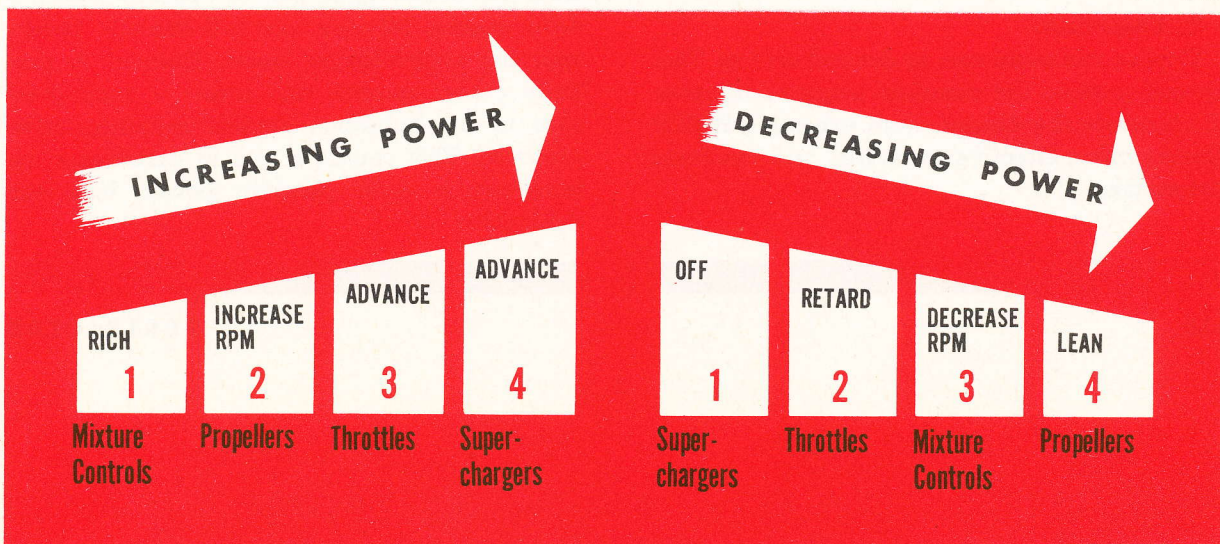 INCREASING POWER
RICH
1
Mixture
Controls
INCREASE
RPM
2
Propellers
ADVANCE
3
Throttles
ADVANCE
4
Super-
chargers
DECREASING POWER
OFF
1
Super-
chargers
RETARD
2
Throttles
DECREASE
RPM
3
Mixture
Controls
LEAN
4
Propellers